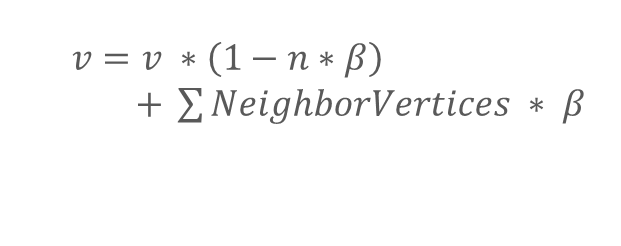 v = v * (1 − n * β)
+ ∑ NeighborVertices * β